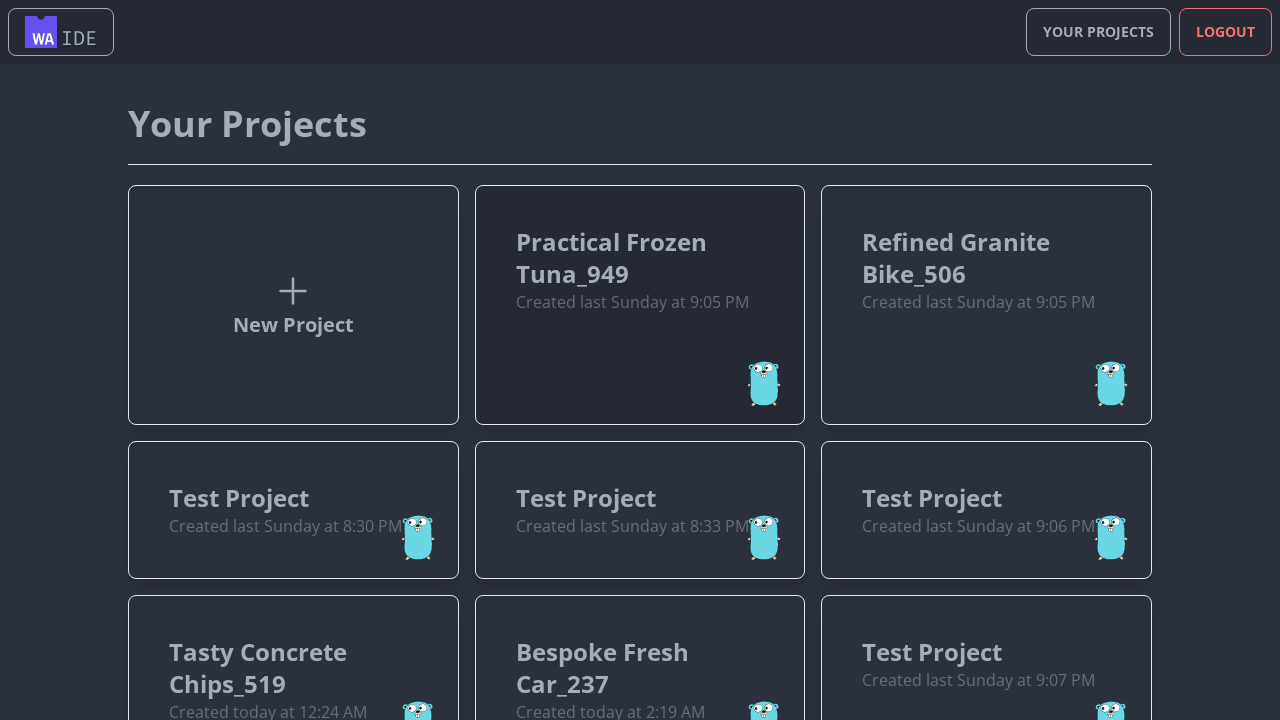 WA IDE
YOUR PROJECTS
LOGOUT
Your Projects
New Project
Practical Frozen
Tuna_949
Created last Sunday at 9:05 PM
Refined Granite
Bike_506
Created last Sunday at 9:05 PM
Test Project
Created last Sunday at 8:30 PM
Test Project
Created last Sunday at 8:33 PM
Test Project
Created last Sunday at 9:06 PM
Tasty Concrete
Chips_519
Created today at 12:24 AM
Bespoke Fresh
Car_237
Created today at 2:19 AM
Test Project
Created last Sunday at 9:07 PM